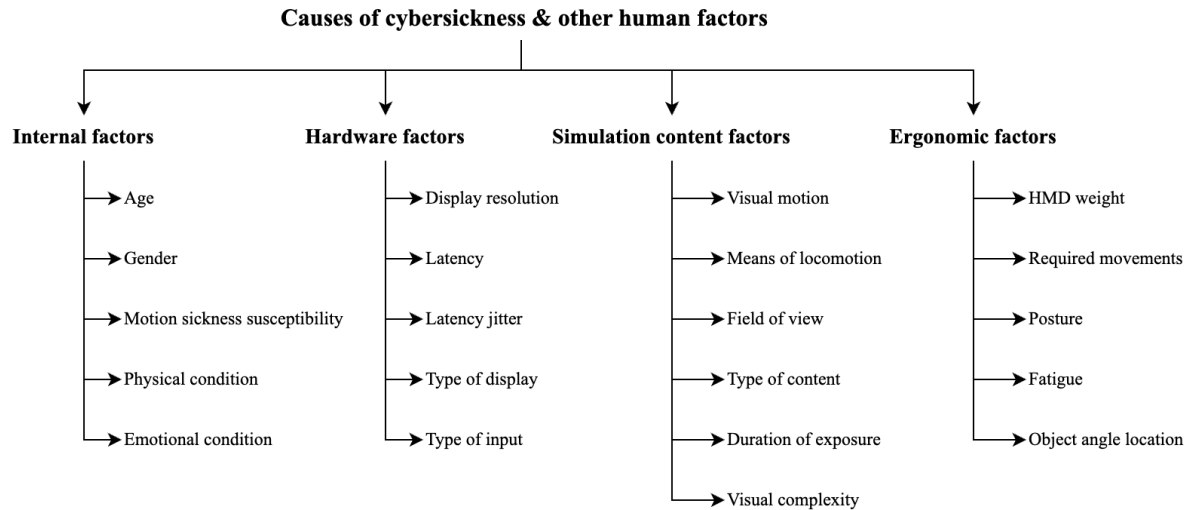 Causes of cybersickness & other human factors
Internal factors
Age
Gender
Motion sickness susceptibility
Physical condition
Emotional condition
Hardware factors
Display resolution
Latency
Latency jitter
Type of display
Type of input
Simulation content factors
Visual motion
Means of locomotion
Field of view
Type of content
Duration of exposure
Visual complexity
Ergonomic factors
HMD weight
Required movements
Posture
Fatigue
Object angle location